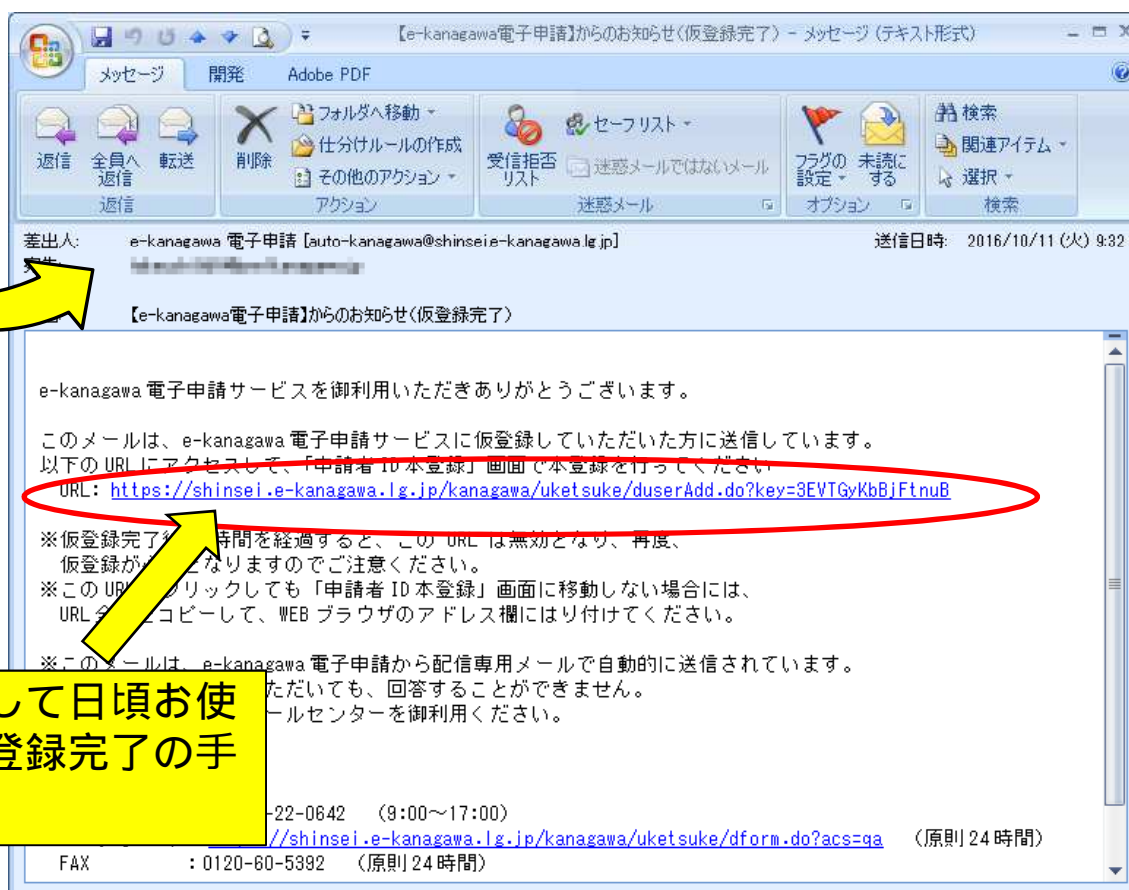 【e-kanagawa電子申請】からのお知らせ(仮登録完了) - メッセージ (テキスト形式)
メッセージ 開発 Adobe PDF
返信 全員へ返信 転送
返信
削除 フォルダへ移動 仕分けルールの作成 その他のアクション
アクション
受信拒否リスト セーフ リスト 迷惑メールではないメール
迷惑メール
フラグの設定 未読にする
オプション
検索 関連アイテム 選択
検索
差出人: e-kanagawa 電子申請 [auto-kanagawa@shinsei.e-kanagawa.lg.jp] 送信日時: 2016/10/11 (火) 9:32
【e-kanagawa電子申請】からのお知らせ(仮登録完了)
e-kanagawa 電子申請サービスを御利用いただきありがとうございます。
このメールは、e-kanagawa 電子申請サービスに仮登録していただいた方に送信しています。
以下の URL にアクセスして、「申請者 ID 本登録」画面で本登録を行ってください
URL: https://shinsei.e-kanagawa.lg.jp/kanagawa/uketsuke/duserAdd.do?key=3EVTGyKbBjFtnuB
※仮登録完了 時間を経過すると、この URL は無効となり、再度、
仮登録が なりますのでご注意ください。
※この UR リックしても「申請者 ID 本登録」画面に移動しない場合には、
URL コピーして、WEB ブラウザのアドレス欄にはり付けてください。
※このメールは、e-kanagawa 電子申請から配信専用メールで自動的に送信されています。
ただいても、回答することができません。
ールセンターを御利用ください。
して日頃お使
登録完了の手
-22-0642 (9:00～17:00)
//shinsei.e-kanagawa.lg.jp/kanagawa/uketsuke/dform.do?acs=qa (原則 24 時間)
FAX : 0120-60-5392 (原則 24 時間)